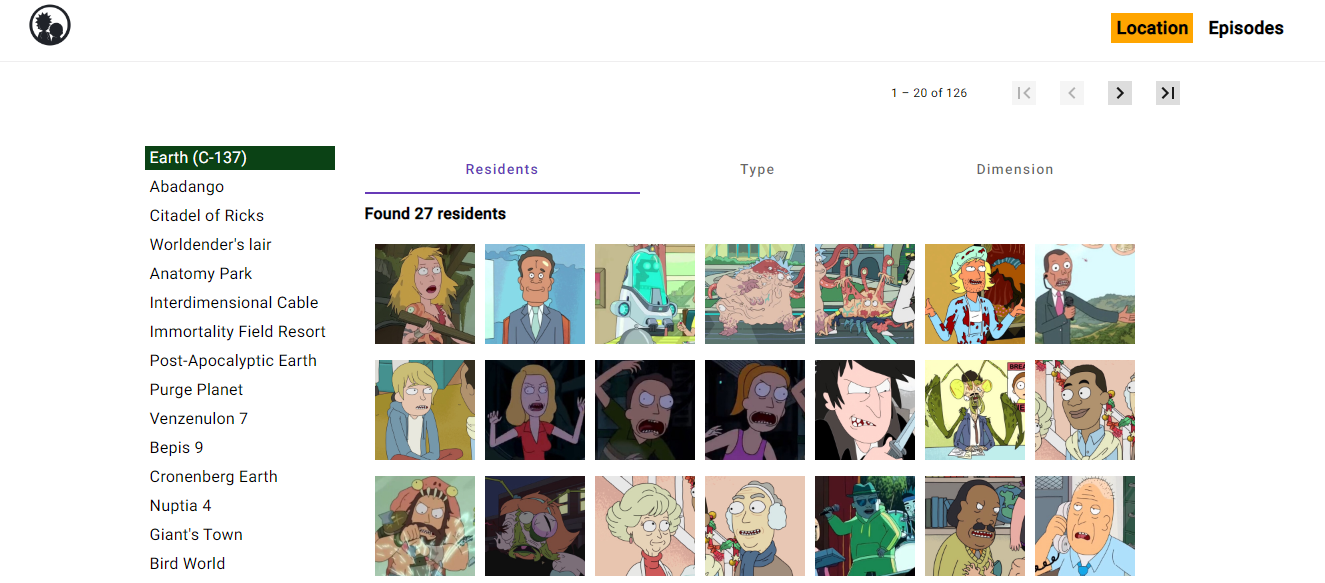 Location Episodes
1 – 20 of 126
Earth (C-137)
Abadango
Citadel of Ricks
Worldender's lair
Anatomy Park
Interdimensional Cable
Immortality Field Resort
Post-Apocalyptic Earth
Purge Planet
Venzenulon 7
Bepis 9
Cronenberg Earth
Nuptia 4
Giant's Town
Bird World
Residents Type Dimension
Found 27 residents